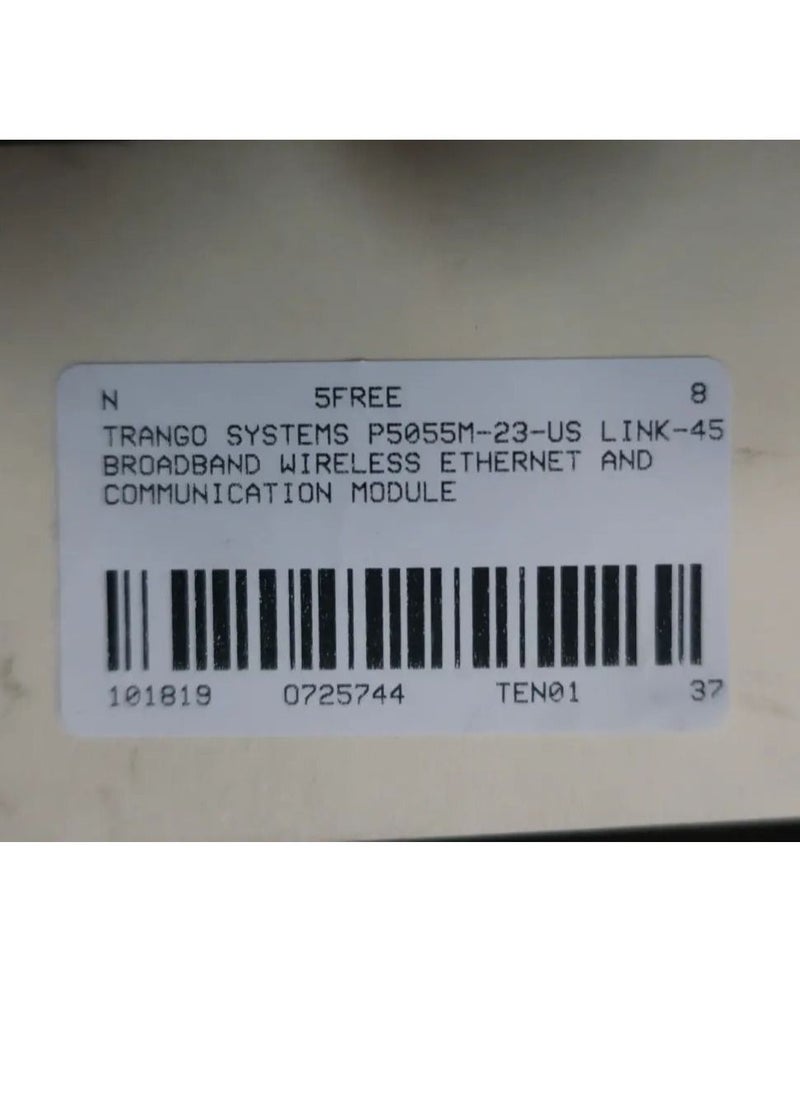 N 5FREE 8
TRANGO SYSTEMS P5055M-23-US LINK-45
BROADBAND WIRELESS ETHERNET AND
COMMUNICATION MODULE
101819 0725744 TEN01 37